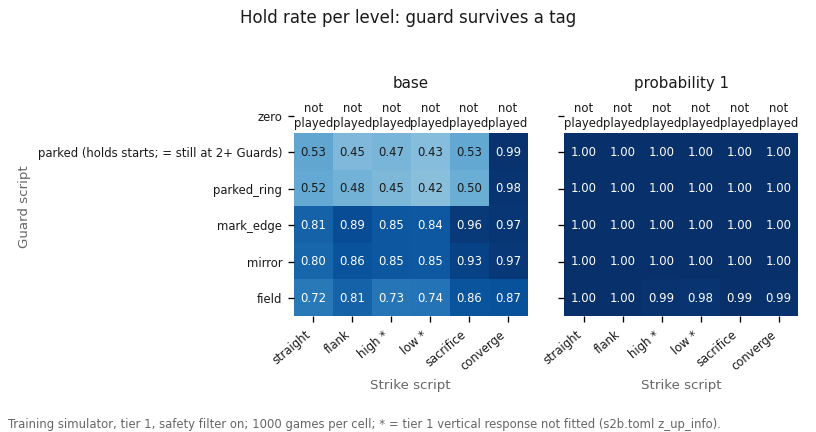 Hold rate per level: guard survives a tag
base
probability 1
not not not not not not
played played played played played played
not not not not not not
played played played played played played
Guard script
zero
parked (holds starts; = still at 2+ Guards)
0.53 0.45 0.47 0.43 0.53 0.99
1.00 1.00 1.00 1.00 1.00 1.00
parked_ring
0.52 0.48 0.45 0.42 0.50 0.98
1.00 1.00 1.00 1.00 1.00 1.00
mark_edge
0.81 0.89 0.85 0.84 0.96 0.97
1.00 1.00 1.00 1.00 1.00 1.00
mirror
0.80 0.86 0.85 0.85 0.93 0.97
1.00 1.00 1.00 1.00 1.00 1.00
field
0.72 0.81 0.73 0.74 0.86 0.87
1.00 1.00 0.99 0.98 0.99 0.99
straight flank high * low * sacrifice converge
straight flank high * low * sacrifice converge
Strike script
Strike script
Training simulator, tier 1, safety filter on; 1000 games per cell; * = tier 1 vertical response not fitted (s2b.toml z_up_info).